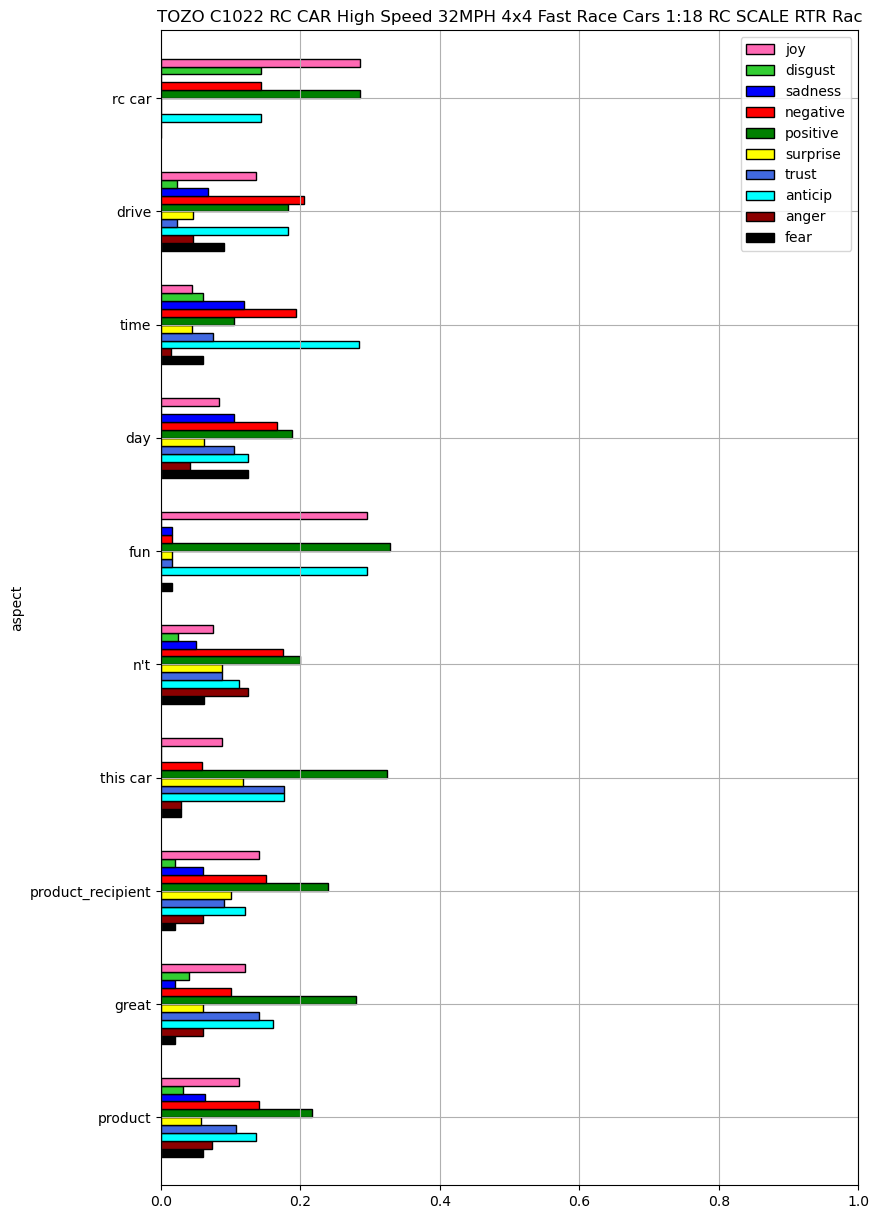 TOZO C1022 RC CAR High Speed 32MPH 4x4 Fast Race Cars 1:18 RC SCALE RTR Rac
joy
disgust
sadness
negative
positive
surprise
trust
anticip
anger
fear
rc car
drive
time
day
fun
n't
this car
product_recipient
great
product
aspect
0.0 0.2 0.4 0.6 0.8 1.0